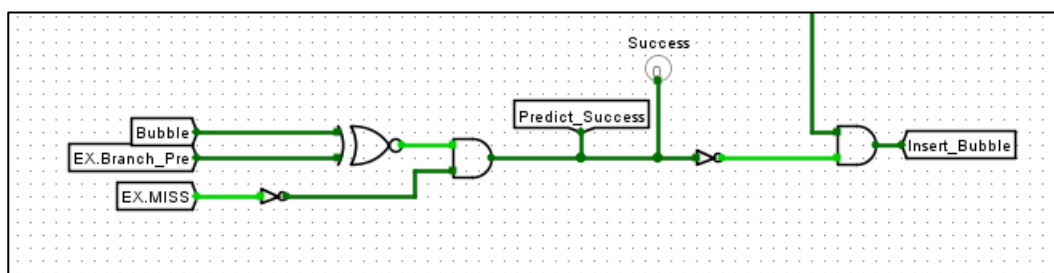 Success
Predict_Success
Bubble
EX.Branch_Pre
Insert_Bubble
EX.MISS